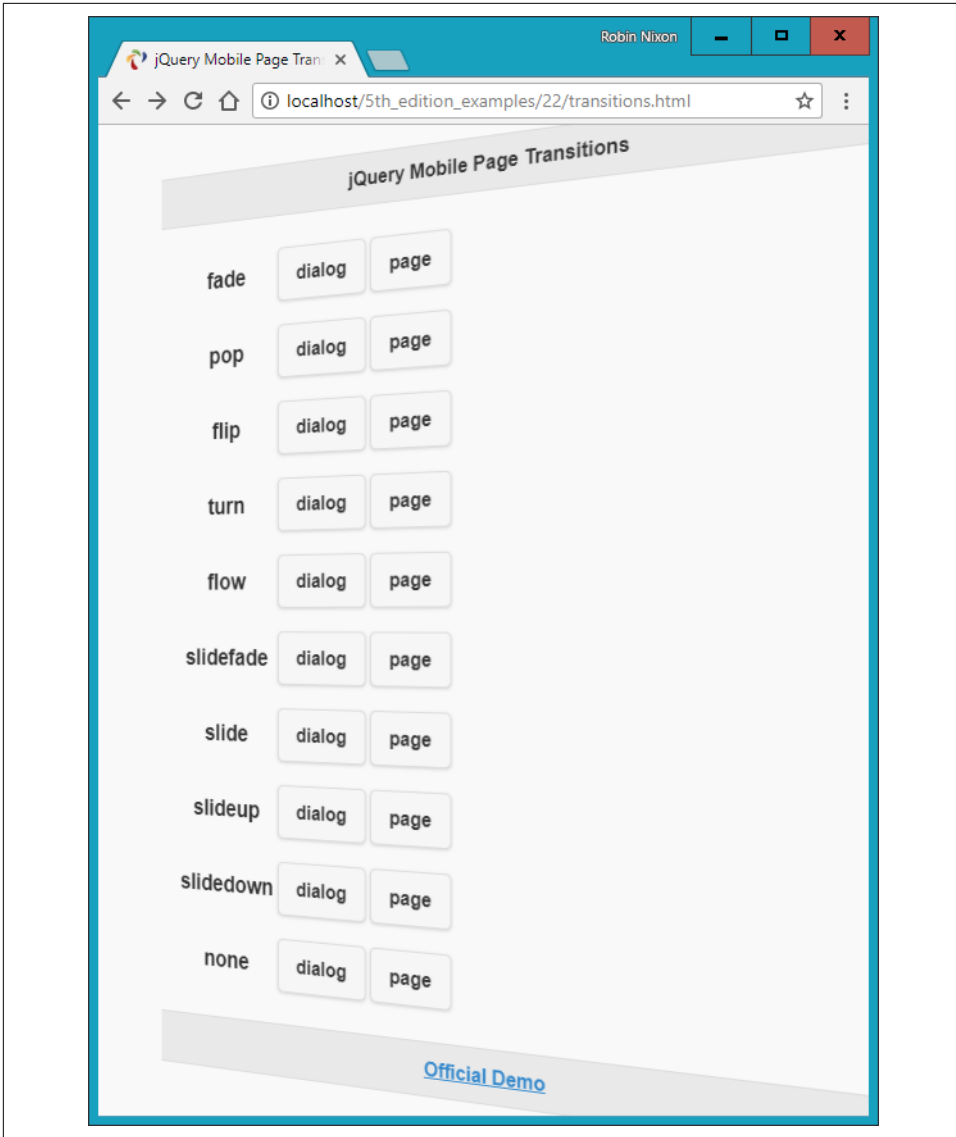 Robin Nixon
jQuery Mobile Page Tran
localhost/5th_edition_examples/22/transitions.html
jQuery Mobile Page Transitions
fade dialog page
pop dialog page
flip dialog page
turn dialog page
flow dialog page
slidefade dialog page
slide dialog page
slideup dialog page
slidedown dialog page
none dialog page
Official Demo